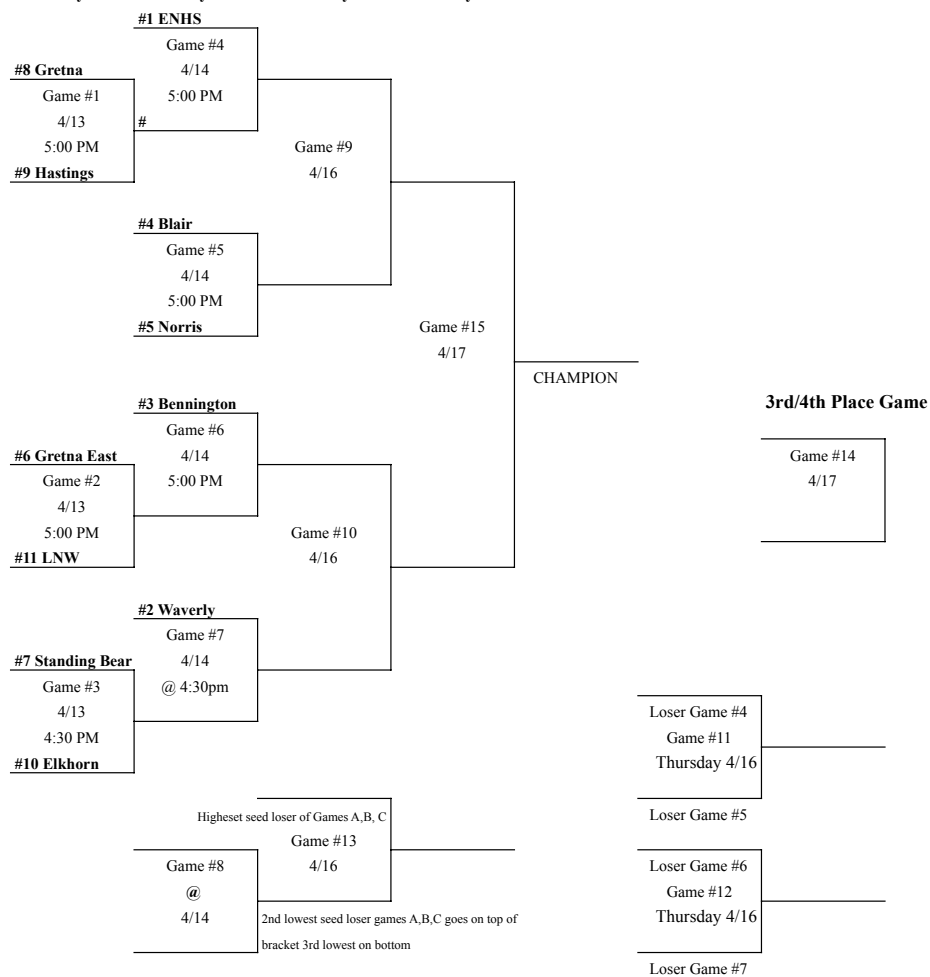 #1 ENHS
Game #4
4/14
5:00 PM
#8 Gretna
Game #1
4/13
5:00 PM
#9 Hastings
#
Game #9
4/16
#4 Blair
Game #5
4/14
5:00 PM
#5 Norris
Game #15
4/17
CHAMPION
#3 Bennington
Game #6
4/14
5:00 PM
#6 Gretna East
Game #2
4/13
5:00 PM
#11 LNW
Game #10
4/16
#2 Waverly
Game #7
4/14
@ 4:30pm
#7 Standing Bear
Game #3
4/13
4:30 PM
#10 Elkhorn
3rd/4th Place Game
Game #14
4/17
Higheset seed loser of Games A,B, C
Game #13
4/16
Game #8
@
4/14
2nd lowest seed loser games A,B,C goes on top of
bracket 3rd lowest on bottom
Loser Game #4
Game #11
Thursday 4/16
Loser Game #5
Loser Game #6
Game #12
Thursday 4/16
Loser Game #7